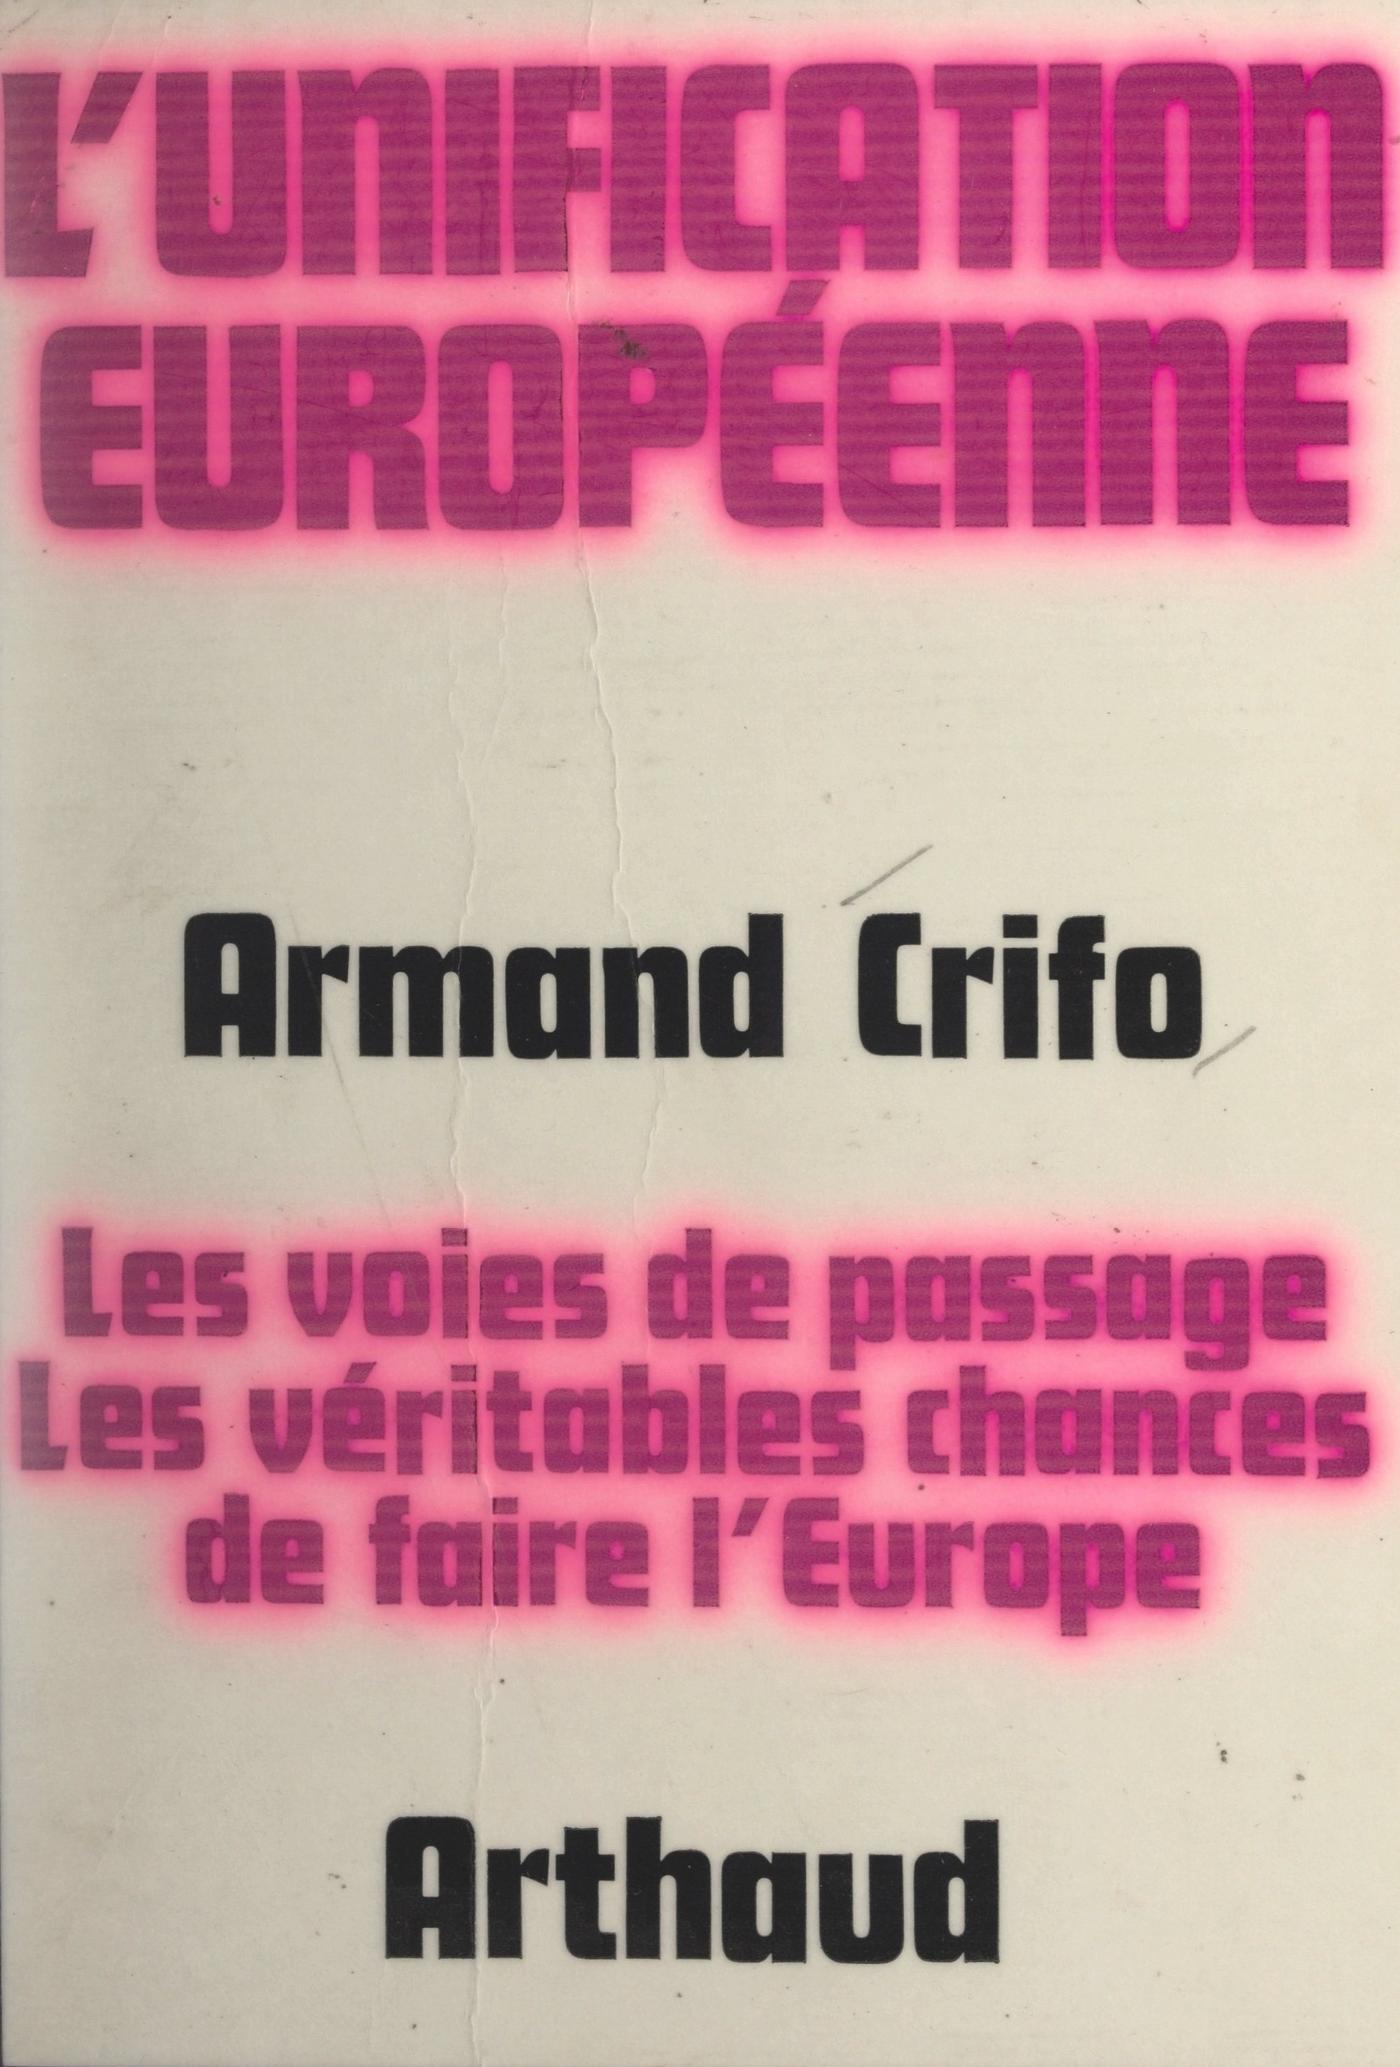 L'UNIFICATION
EUROPÉENNE
Armand Crifo
Les voies de passage
Les véritables chances
de faire l'Europe
Arthaud